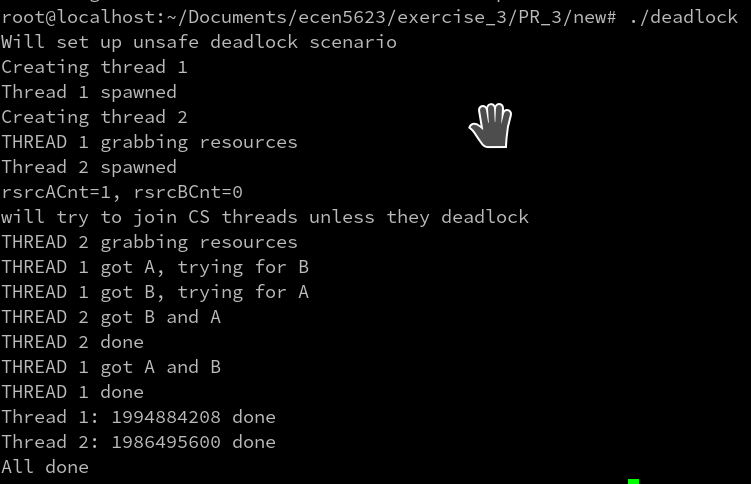 root@localhost:~/Documents/ecen5623/exercise_3/PR_3/new# ./deadlock
Will set up unsafe deadlock scenario
Creating thread 1
Thread 1 spawned
Creating thread 2
THREAD 1 grabbing resources
Thread 2 spawned
rsrcACnt=1, rsrcBCnt=0
will try to join CS threads unless they deadlock
THREAD 2 grabbing resources
THREAD 1 got A, trying for B
THREAD 1 got B, trying for A
THREAD 2 got B and A
THREAD 2 done
THREAD 1 got A and B
THREAD 1 done
Thread 1: 1994884208 done
Thread 2: 1986495600 done
All done